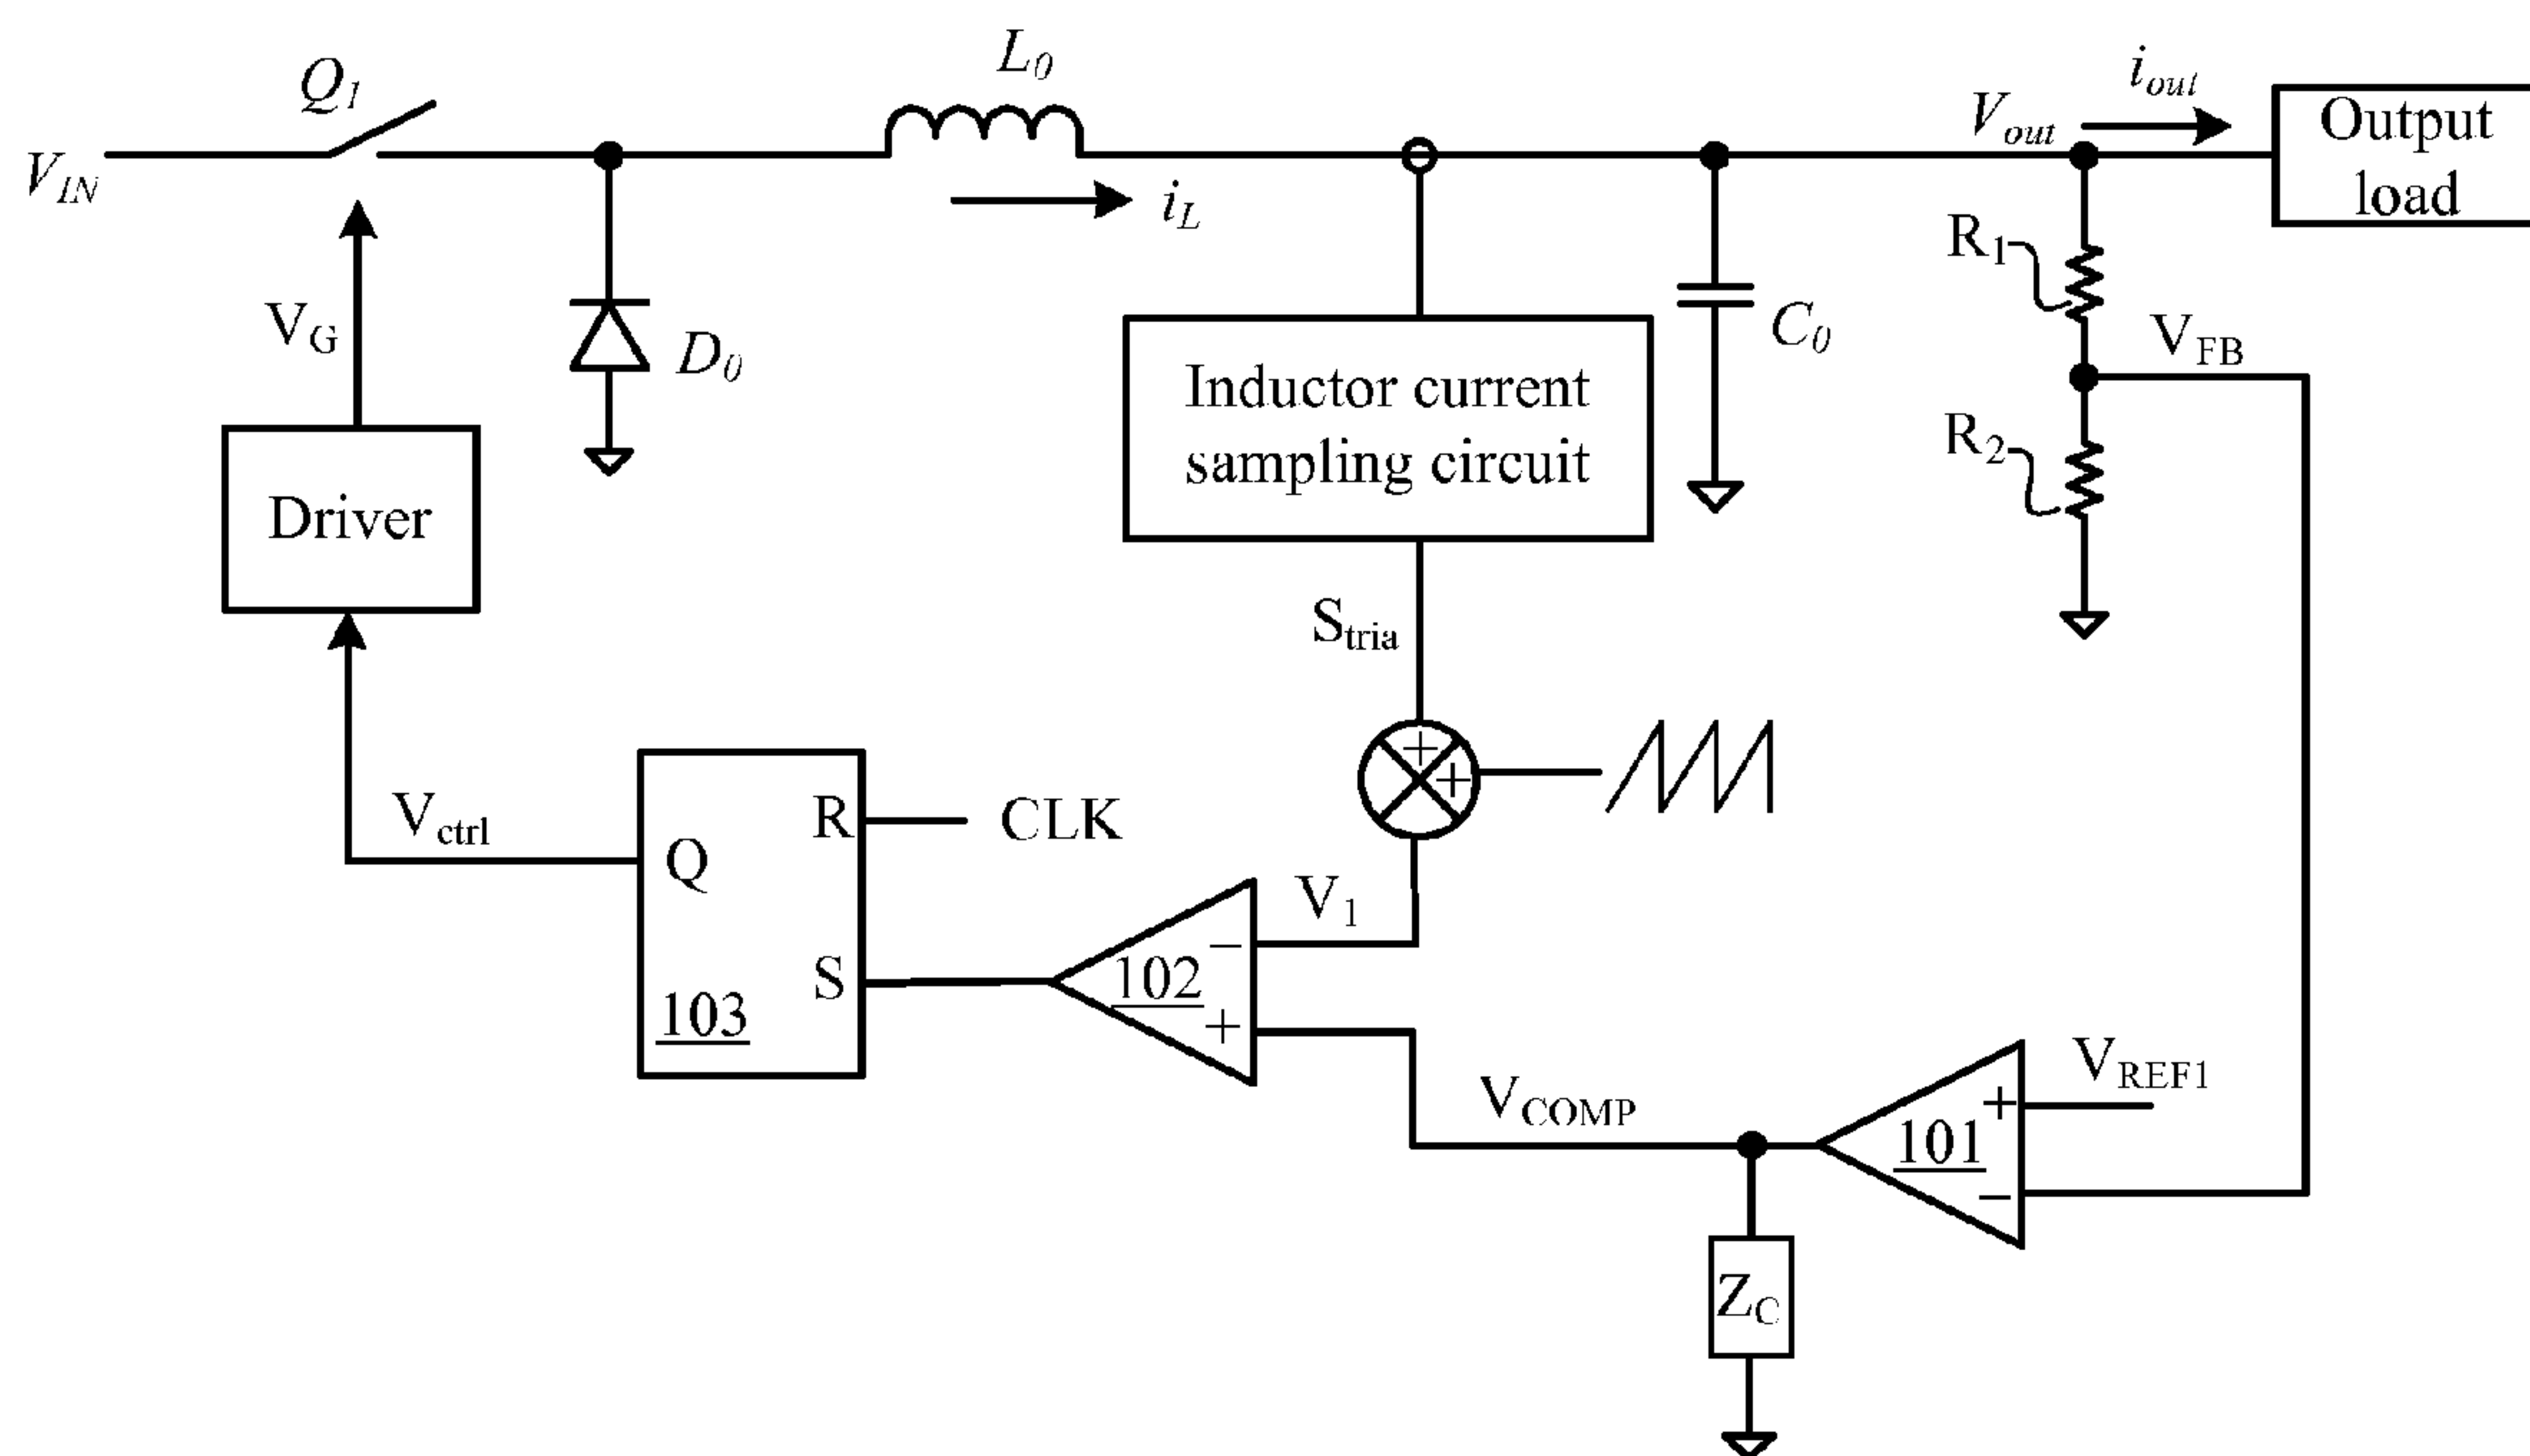 L0
Q1
iout
Vout
Output
load
VIN
iL
R1
VG
VFB
D0
C0
Inductor current
sampling circuit
R2
Driver
Stria
+
+
R
CLK
Vctrl
Q
V1
−
S
102
103
+
VREF1
VCOMP
+
101
−
ZC